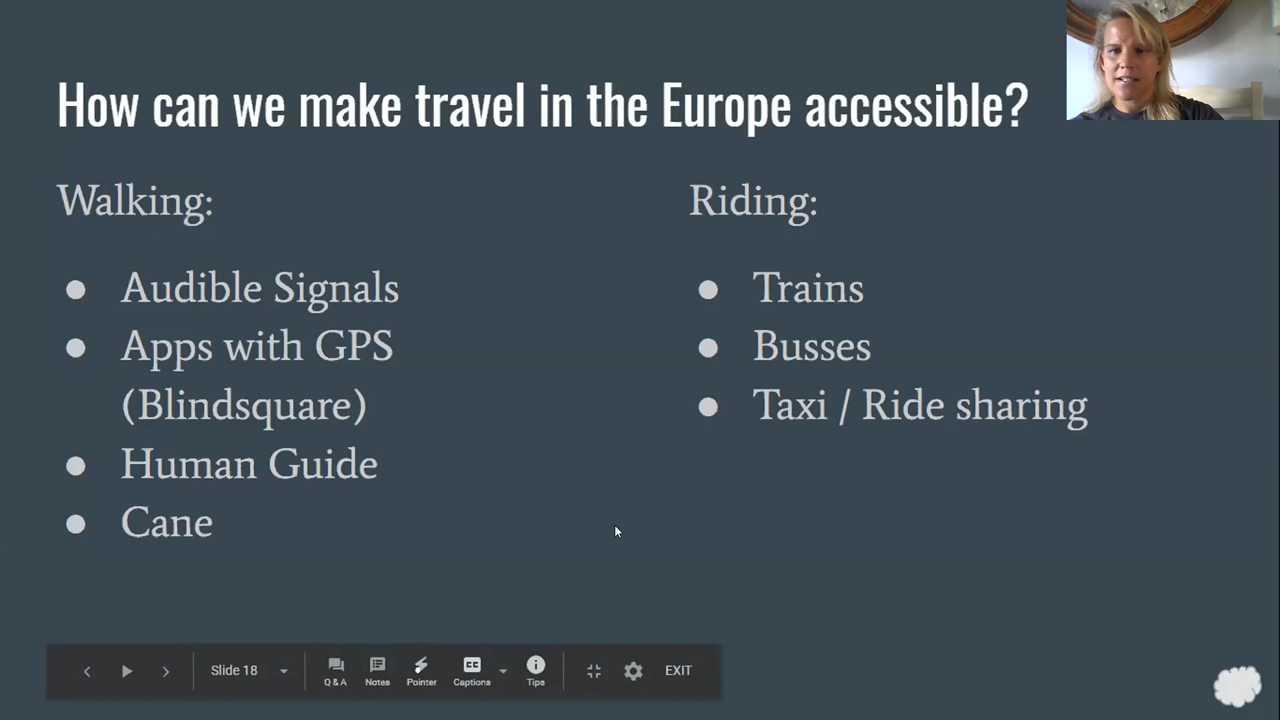 How can we make travel in the Europe accessible?
Walking:
● Audible Signals
● Apps with GPS
(Blindsquare)
● Human Guide
● Cane
Riding:
● Trains
● Busses
● Taxi / Ride sharing
Slide 18
Q & A
Notes
Pointer
CC
Captions
Tips
EXIT